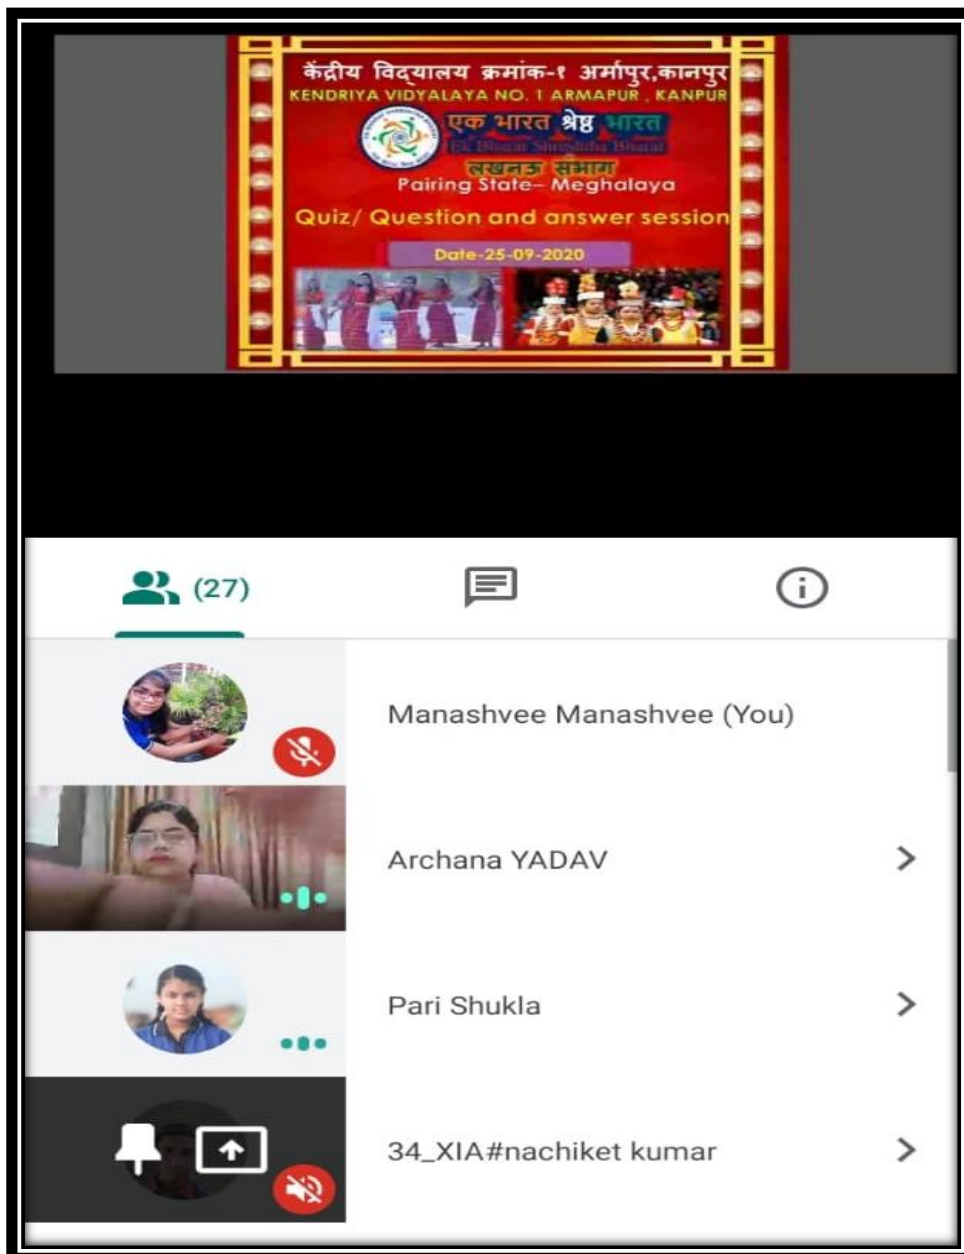 केंद्रीय विद्यालय क्रमांक-१ अर्मापुर,कानपुर
KENDRIYA VIDYALAYA NO. 1 ARMAPUR , KANPUR
एक भारत श्रेष्ठ भारत
Ek Bharat Shreshtha Bharat
लखनऊ संभाग
Pairing State– Meghalaya
Quiz/ Question and answer session
Date-25-09-2020
(27)
Manashvee Manashvee (You)
Archana YADAV
Pari Shukla
34_XIA#nachiket kumar